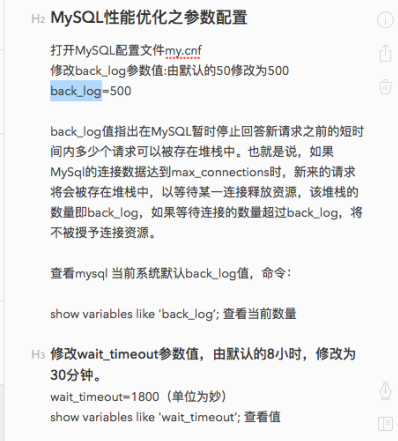 H2 MySQL性能优化之参数配置
打开MySQL配置文件my.cnf
修改back_log参数值:由默认的50修改为500
back_log=500
back_log值指出在MySQL暂时停止回答新请求之前的短时
间内多少个请求可以被存在堆栈中。也就是说，如果
MySql的连接数据达到max_connections时，新来的请求
将会被存在堆栈中，以等待某一连接释放资源，该堆栈的
数量即back_log，如果等待连接的数量超过back_log，将
不被授予连接资源。
查看mysql 当前系统默认back_log值，命令：
show variables like 'back_log’; 查看当前数量
H3 修改wait_timeout参数值，由默认的8小时，修改为
30分钟。
wait_timeout=1800（单位为妙）
show variables like 'wait_timeout’; 查看值